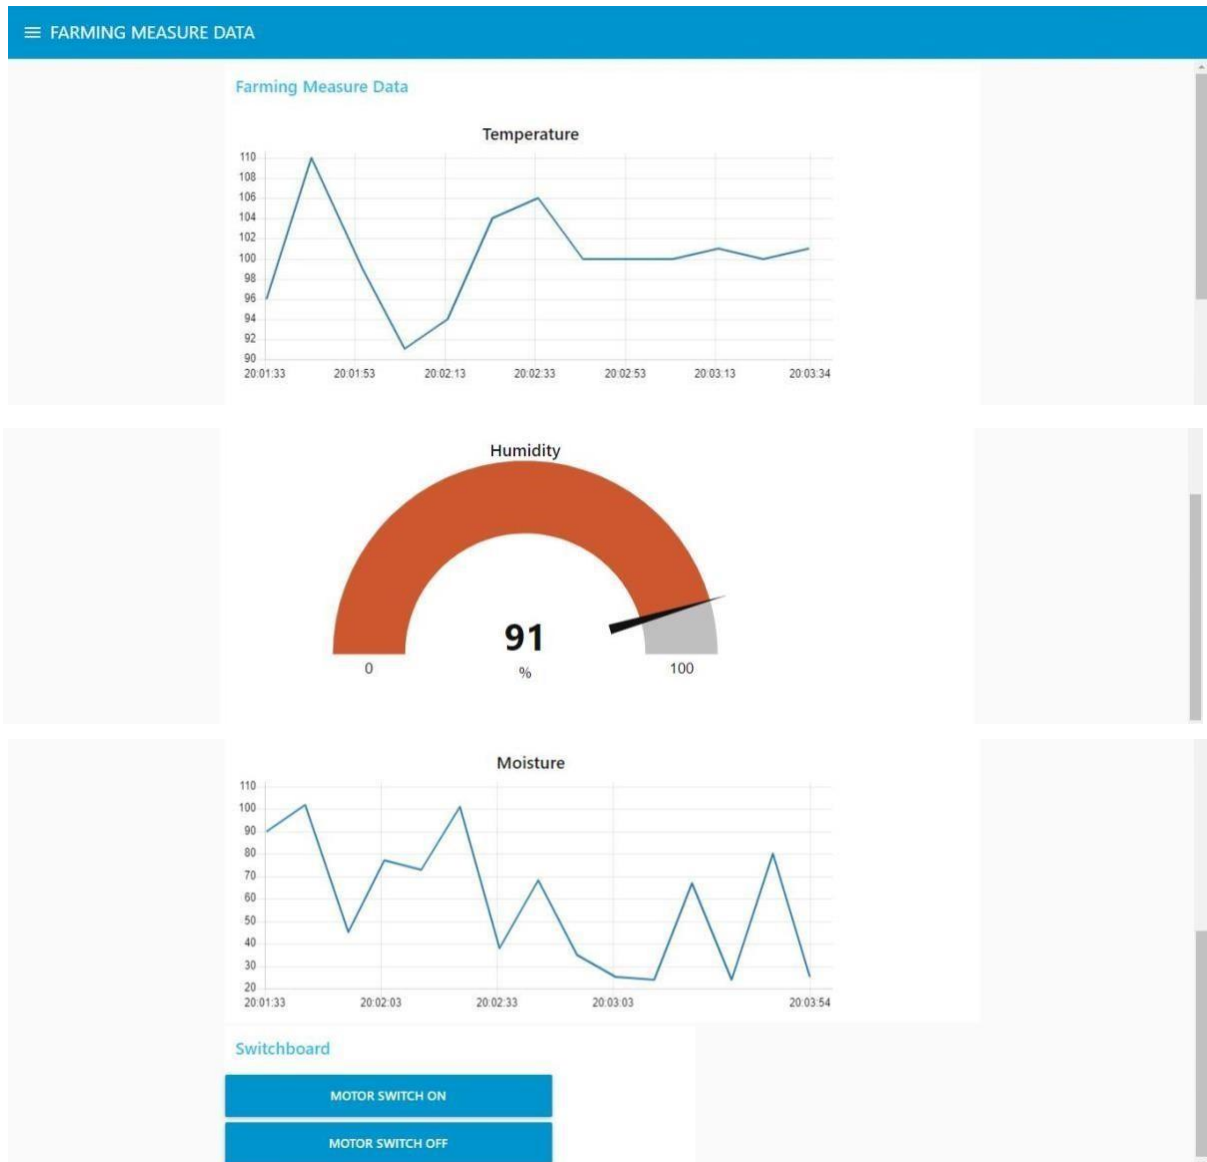 ≡ FARMING MEASURE DATA
Farming Measure Data
Temperature
110
108
106
104
102
100
98
96
94
92
90
20:01:33 20:01:53 20:02:13 20:02:33 20:02:53 20:03:13 20:03:34
Humidity
91
0 % 100
Moisture
110
100
90
80
70
60
50
40
30
20
20:01:33 20:02:03 20:02:33 20:03:03 20:03:54
Switchboard
MOTOR SWITCH ON
MOTOR SWITCH OFF